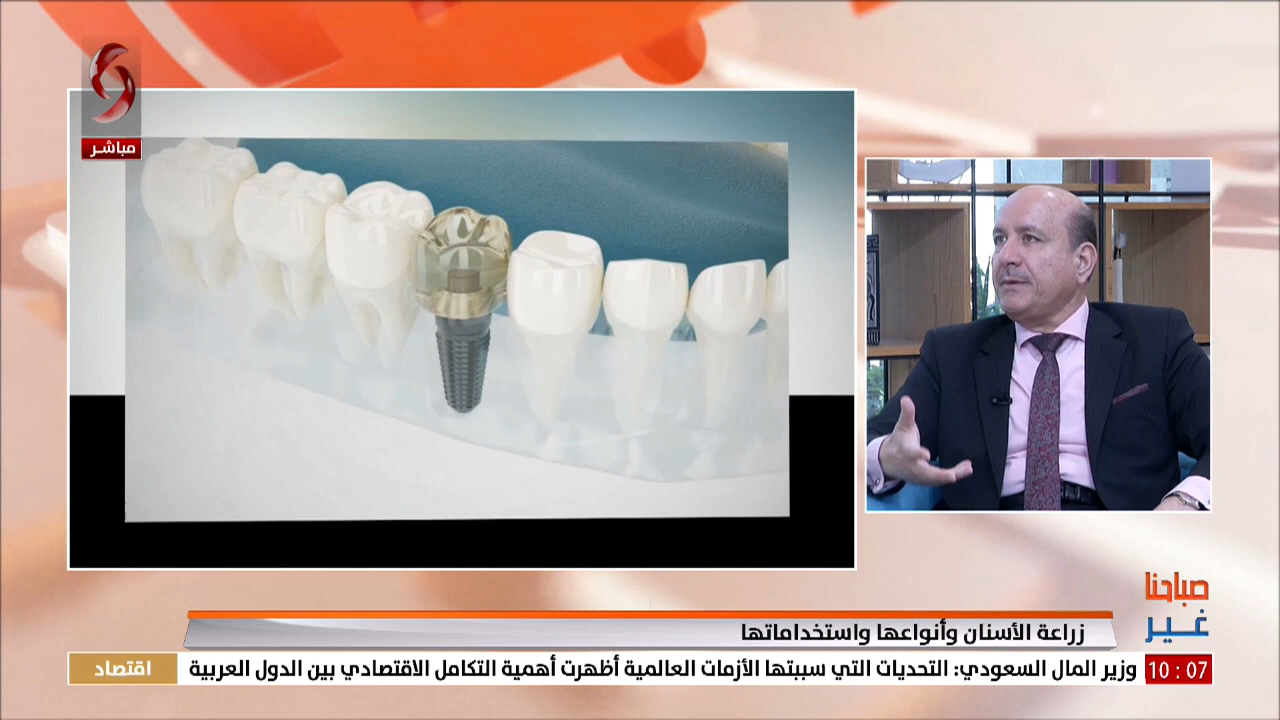 مباشر
صباحنا
غير
زراعة الأسنان وأنواعها واستخداماتها
10 : 07
وزير المال السعودي: التحديات التي سببتها الأزمات العالمية أظهرت أهمية التكامل الاقتصادي بين الدول العربية
اقتصاد